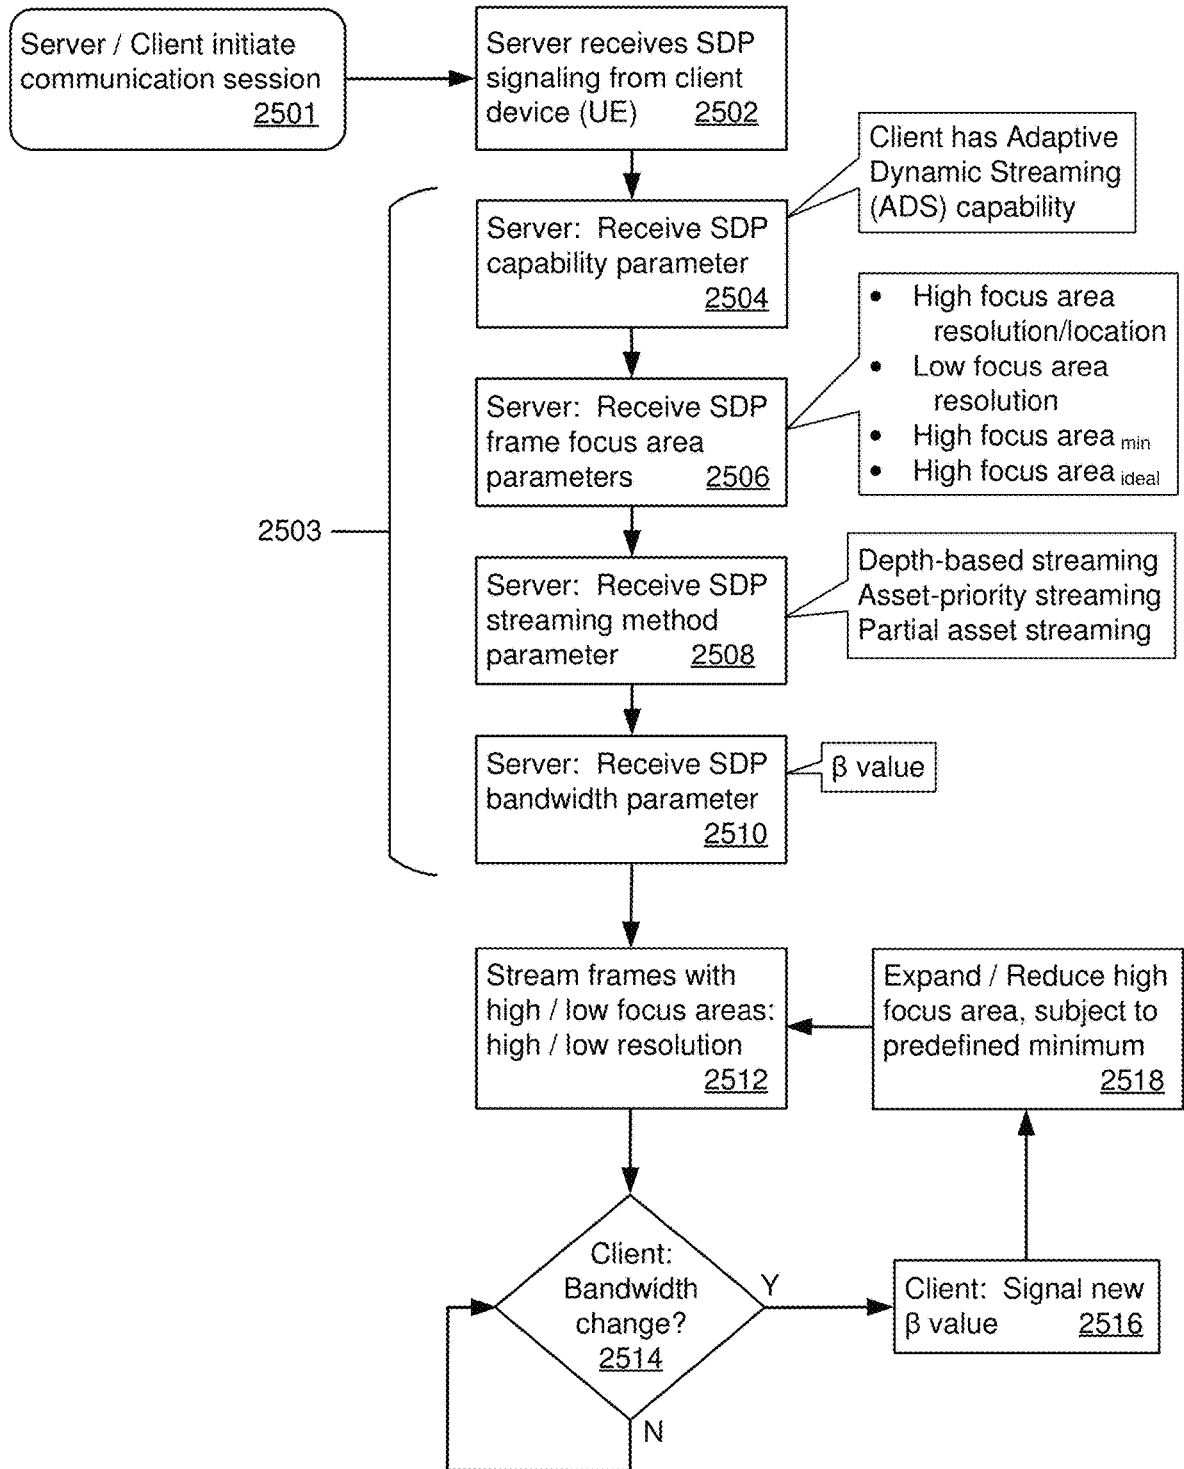 Server / Client initiate
communication session
2501
Server receives SDP
signaling from client
device (UE) 2502
Client has Adaptive
Dynamic Streaming
(ADS) capability
Server: Receive SDP
capability parameter
2504
• High focus area
resolution/location
• Low focus area
resolution
• High focus area min
• High focus area ideal
Server: Receive SDP
frame focus area
parameters 2506
2503
Depth-based streaming
Asset-priority streaming
Partial asset streaming
Server: Receive SDP
streaming method
parameter 2508
Server: Receive SDP
bandwidth parameter
2510
β value
Stream frames with
high / low focus areas:
high / low resolution
2512
Expand / Reduce high
focus area, subject to
predefined minimum
2518
Client:
Bandwidth
change?
2514
Y
N
Client: Signal new
β value 2516